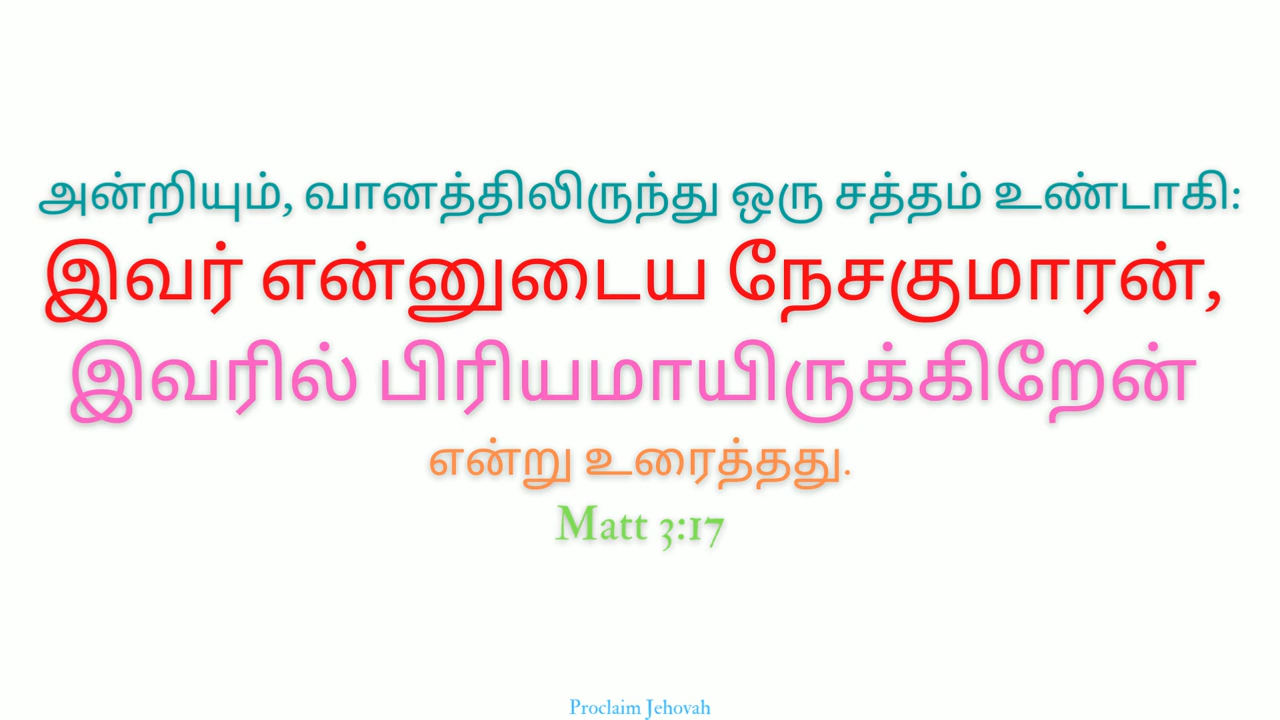 அன்றியும், வானத்திலிருந்து ஒரு சத்தம் உண்டாகி:
இவர் என்னுடைய நேசகுமாரன்,
இவரில் பிரியமாயிருக்கிறேன்
என்று உரைத்தது.
Matt 3:17
Proclaim Jehovah